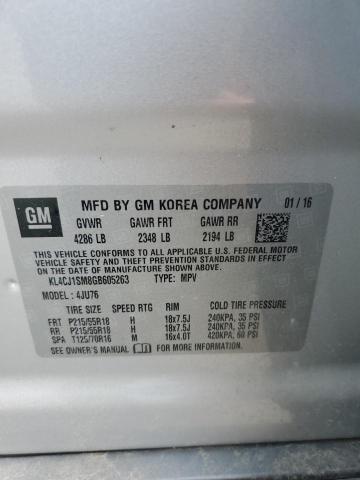 GM
MFD BY GM KOREA COMPANY 01/16
GVWR GAWR FRT GAWR RR
4286 LB 2348 LB 2194 LB
THIS VEHICLE CONFORMS TO ALL APPLICABLE U.S. FEDERAL MOTOR
VEHICLE SAFETY, BUMPER, AND THEFT PREVENTION STANDARDS
IN EFFECT ON THE DATE OF MANUFACTURE SHOWN ABOVE.
KL4CJ1SM8GB605263 TYPE: MPV
MODEL: 4JU76
TIRE SIZE SPEED RTG RIM COLD TIRE PRESSURE
FRT P215/55R18 H 18x7.5J 240KPA, 35 PSI
RR P215/55R18 H 18x7.5J 240KPA, 35 PSI
SPA T125/70R16 M 16x4.0T 420KPA, 60 PSI
SEE OWNER'S MANUAL FOR MORE INFORMATION.